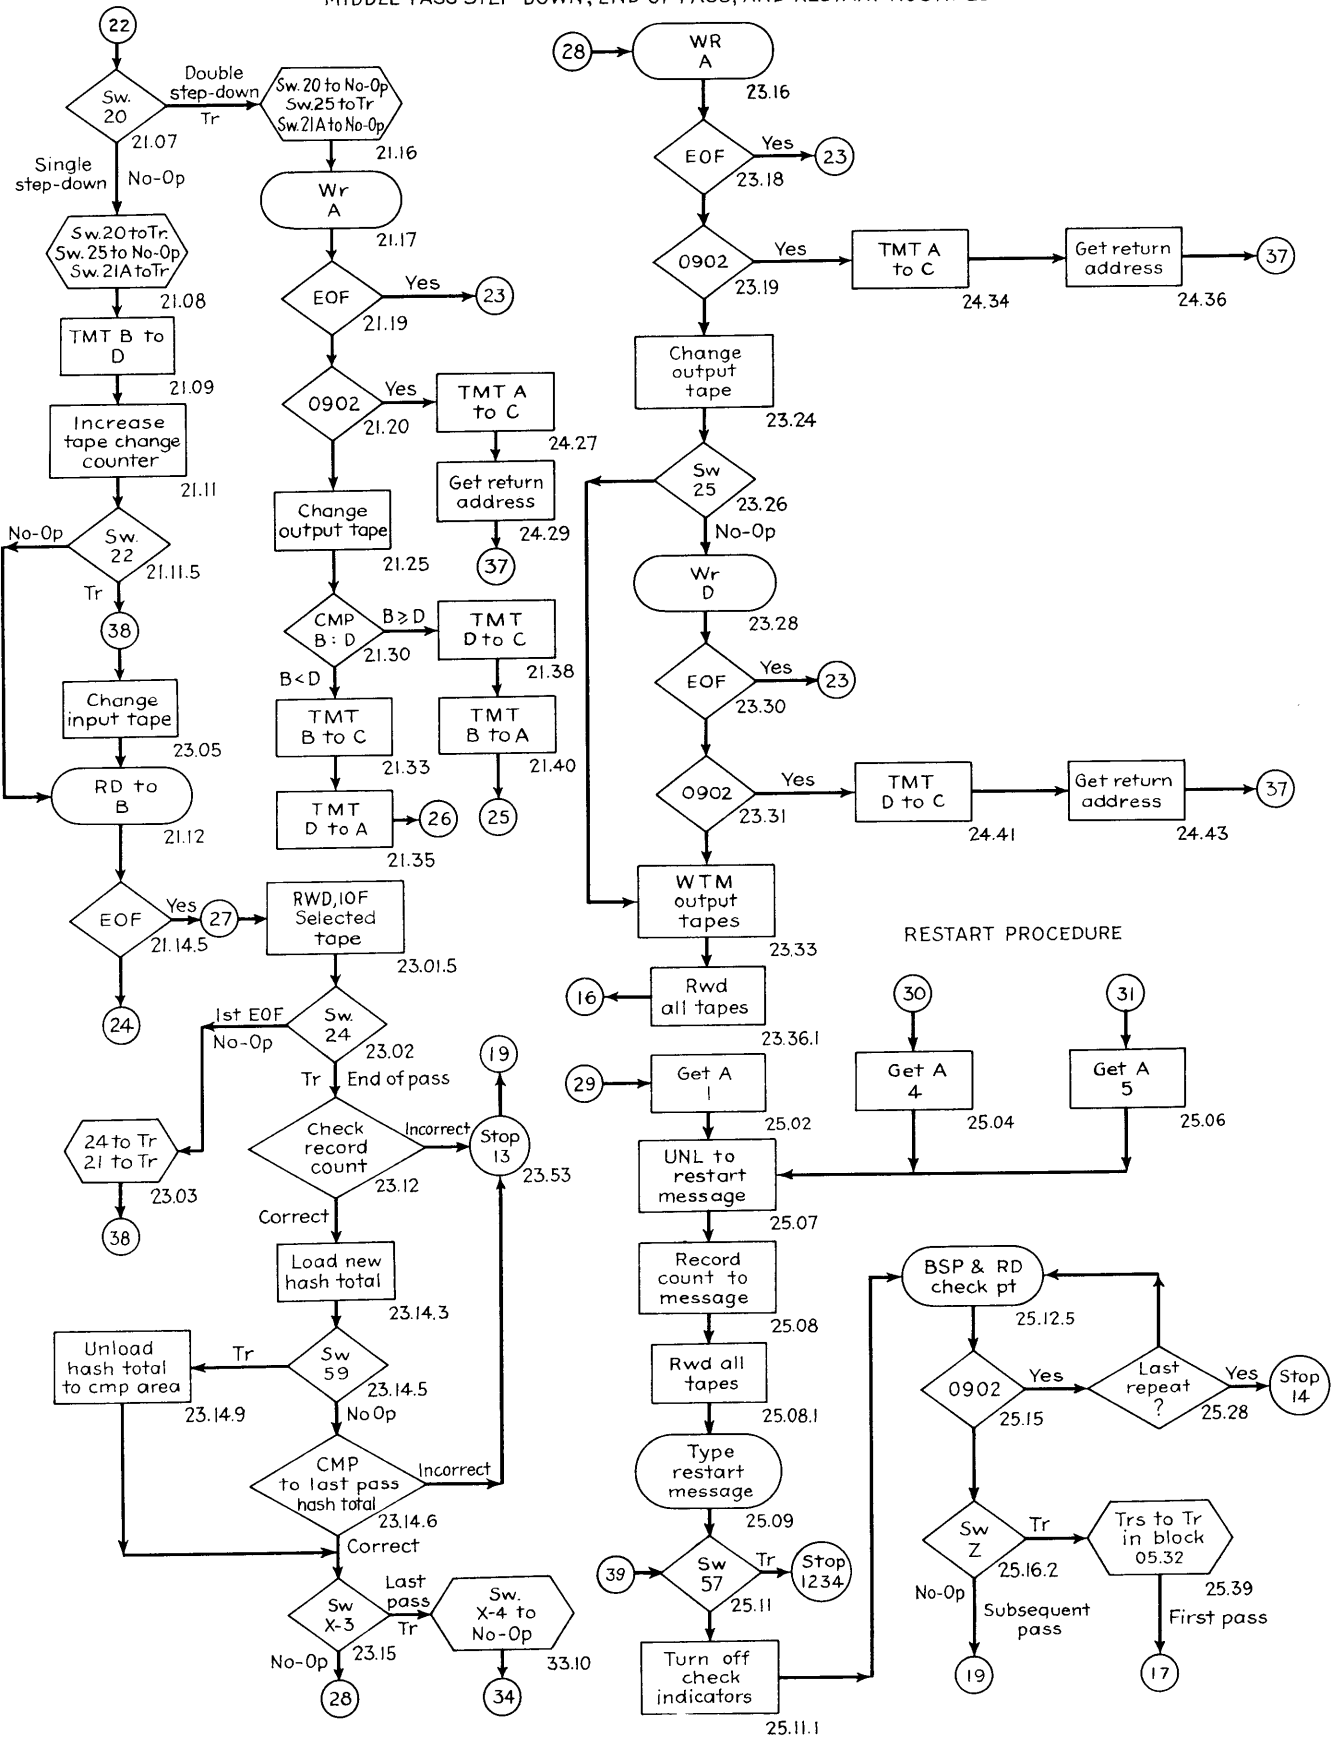 22
Sw.
20
21.07
Double
step-down
Tr
Sw. 20 to No-Op
Sw. 25 to Tr
Sw. 21A to No-Op
21.16
Single
step-down
No-Op
Sw. 20 to Tr.
Sw. 25 to No-Op
Sw. 21A to Tr
21.08
TMT B to
D
21.09
Increase
tape change
counter
21.11
No-Op
Sw.
22
21.11.5
Tr
38
Change
input tape
23.05
RD to
B
21.12
EOF
21.14.5
Yes
27
24
Wr
A
21.17
EOF
21.19
Yes
23
0902
21.20
Yes
TMT A
to C
24.27
Get return
address
24.29
37
Change
output tape
21.25
CMP
B : D
21.30
B ≥ D
TMT
D to C
21.38
TMT
B to A
21.40
25
B < D
TMT
B to C
21.33
TMT
D to A
21.35
26
RWD, IOF
Selected
tape
23.01.5
Sw.
24
23.02
1st EOF
No-Op
24 to Tr
21 to Tr
23.03
38
Tr
End of pass
Check
record
count
23.12
Incorrect
Stop
13
23.53
19
Correct
Load new
hash total
23.14.3
Sw
59
23.14.5
Tr
Unload
hash total
to cmp area
23.14.9
No Op
CMP
to last pass
hash total
23.14.6
Incorrect
Correct
Sw
X-3
23.15
Last
pass
Tr
Sw.
X-4 to
No-Op
33.10
34
No-Op
28
28
WR
A
23.16
EOF
23.18
Yes
23
0902
23.19
Yes
TMT A
to C
24.34
Get return
address
24.36
37
Change
output
tape
23.24
Sw
25
23.26
No-Op
Wr
D
23.28
EOF
23.30
Yes
23
0902
23.31
Yes
TMT
D to C
24.41
Get return
address
24.43
37
WTM
output
tapes
23.33
Rwd
all tapes
23.36.1
16
RESTART PROCEDURE
29
Get A
1
25.02
30
Get A
4
25.04
31
Get A
5
25.06
UNL to
restart
message
25.07
Record
count to
message
25.08
Rwd all
tapes
25.08.1
Type
restart
message
25.09
39
Sw
57
25.11
Tr
Stop
1234
Turn off
check
indicators
25.11.1
BSP & RD
check pt
25.12.5
0902
25.15
Yes
Last
repeat
?
25.28
Yes
Stop
14
Sw
Z
25.16.2
Tr
Trs to Tr
in block
05.32
25.39
First pass
17
No-Op
Subsequent
pass
19